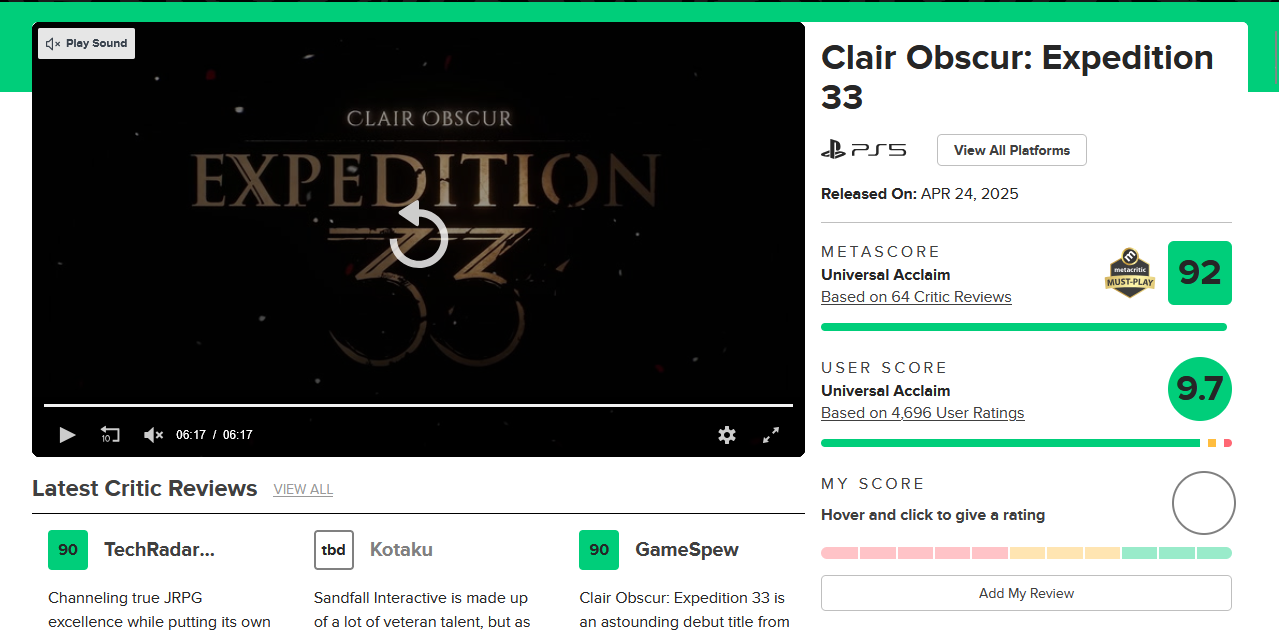 Play Sound
CLAIR OBSCUR
EXPEDITION
33
10
06:17 / 06:17
Clair Obscur: Expedition
33
PS5
View All Platforms
Released On: APR 24, 2025
METASCORE
Universal Acclaim
Based on 64 Critic Reviews
m
metacritic
MUST-PLAY
92
USER SCORE
Universal Acclaim
Based on 4,696 User Ratings
9.7
MY SCORE
Hover and click to give a rating
Add My Review
Latest Critic Reviews VIEW ALL
90 TechRadar...
Channeling true JRPG
excellence while putting its own
tbd Kotaku
Sandfall Interactive is made up
of a lot of veteran talent, but as
90 GameSpew
Clair Obscur: Expedition 33 is
an astounding debut title from